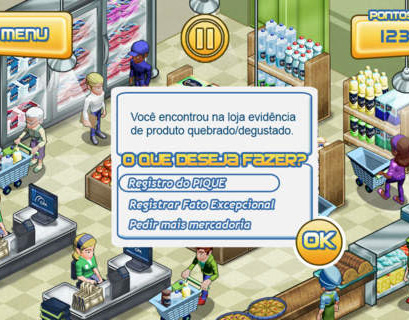 MENU
PONTOS
123
Você encontrou na loja evidência
de produto quebrado/degustado.
O QUE DESEJA FAZER?
Registro do PIQUE
Registrar Fato Excepcional
Pedir mais mercadoria
OK